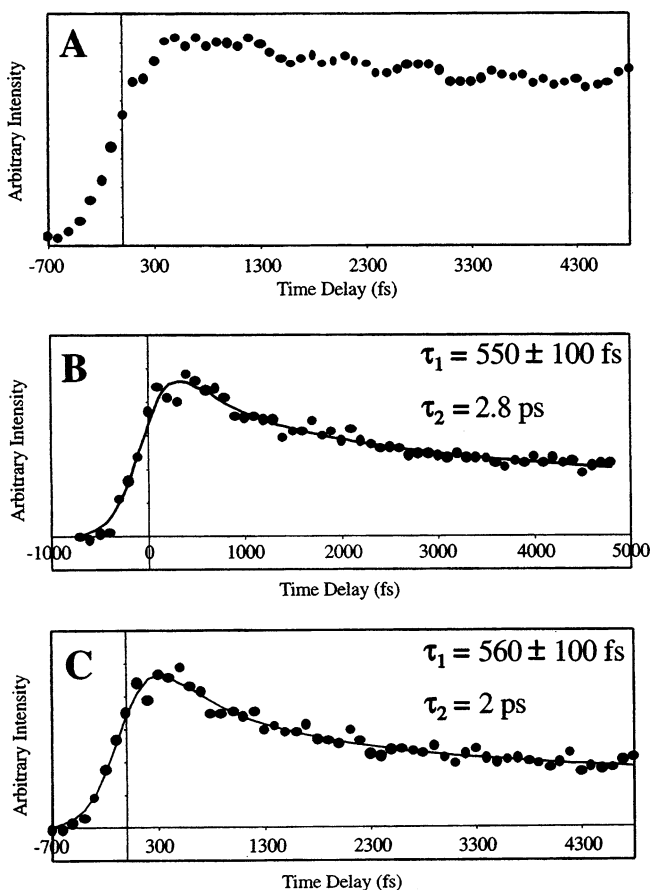 A
Arbitrary Intensity
-700 300 1300 2300 3300 4300
Time Delay (fs)
B
τ1 = 550 ± 100 fs
τ2 = 2.8 ps
Arbitrary Intensity
-1000 0 1000 2000 3000 4000 5000
Time Delay (fs)
C
τ1 = 560 ± 100 fs
τ2 = 2 ps
Arbitrary Intensity
-700 300 1300 2300 3300 4300
Time Delay (fs)